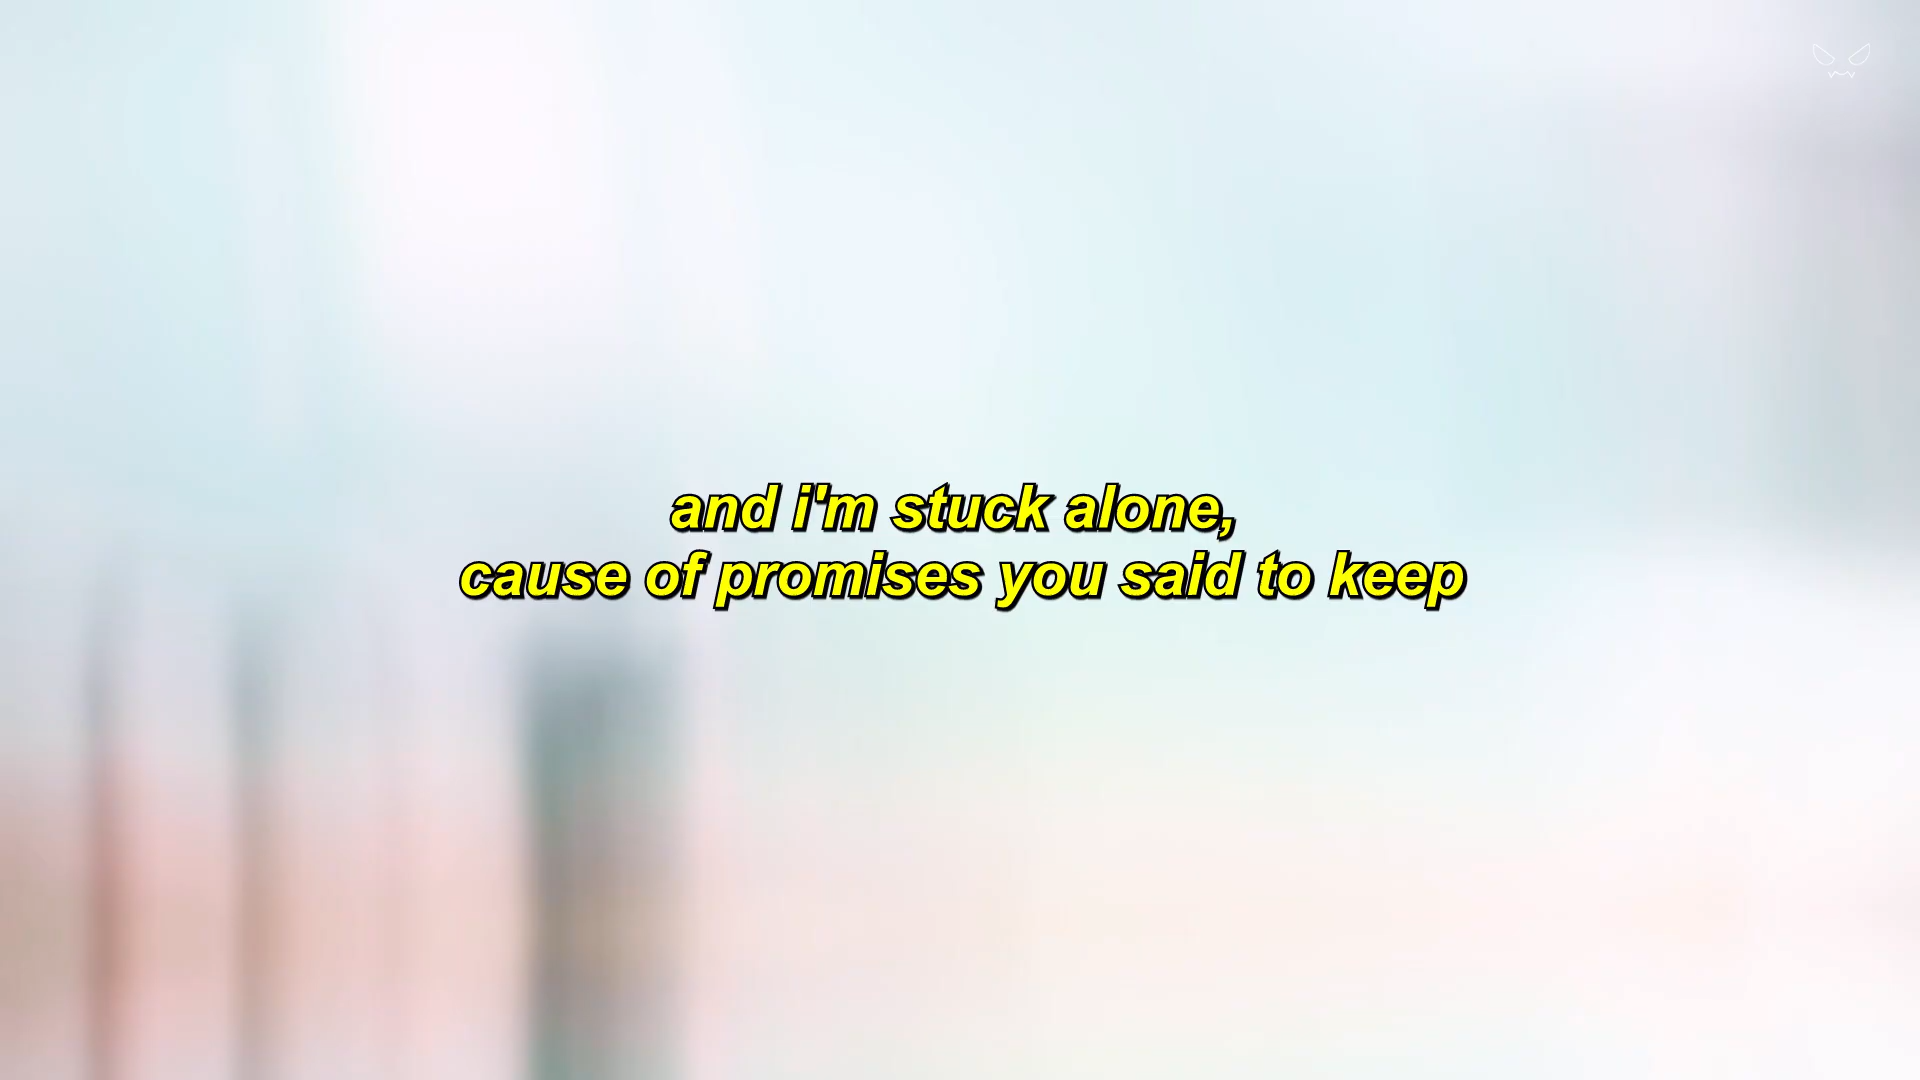 and i'm stuck alone,
cause of promises you said to keep